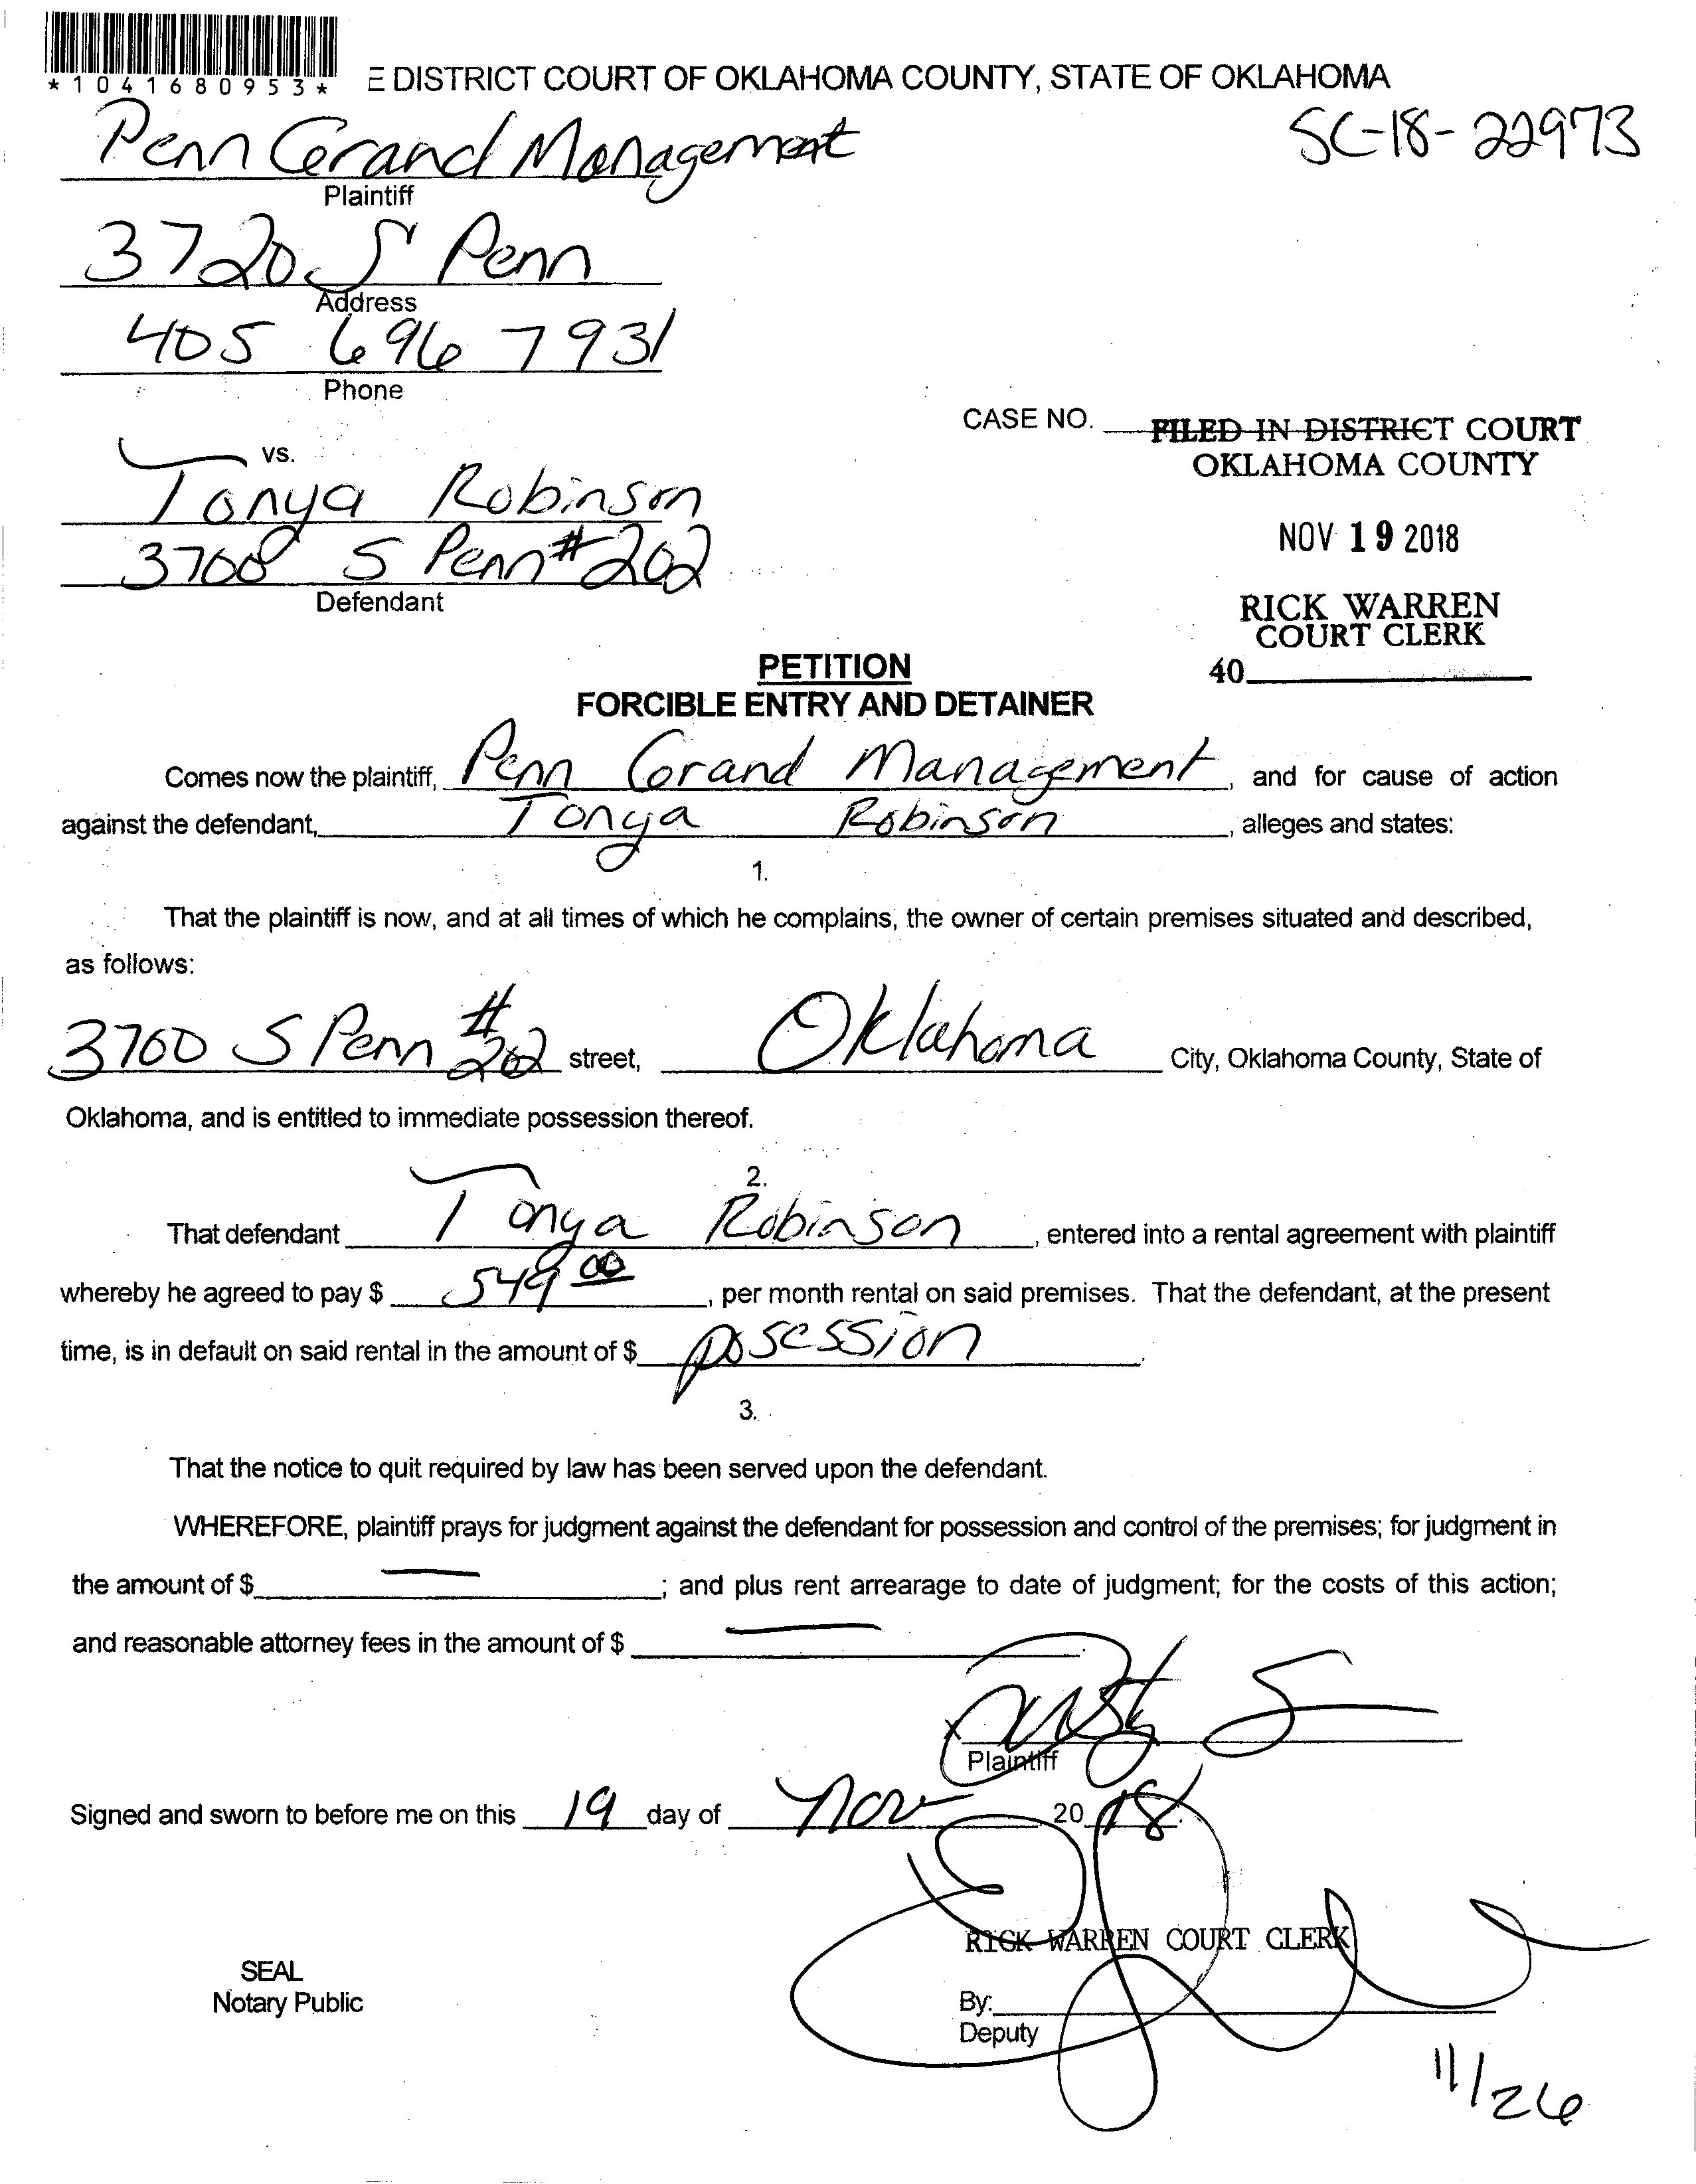 *1041680953*
E DISTRICT COURT OF OKLAHOMA COUNTY, STATE OF OKLAHOMA
SC-18-22973
Penn Grand Management
Plaintiff
3720 S Penn
Address
405 696 7931
Phone
CASE NO.
FILED IN DISTRICT COURT
OKLAHOMA COUNTY
NOV 19 2018
RICK WARREN
COURT CLERK
40
vs.
Tonya Robinson
3700 S Penn #202
Defendant
PETITION
FORCIBLE ENTRY AND DETAINER
Comes now the plaintiff, Penn Grand Management, and for cause of action
against the defendant, Tonya Robinson, alleges and states:
1.
That the plaintiff is now, and at all times of which he complains, the owner of certain premises situated and described,
as follows:
3700 S Penn #202 street, Oklahoma City, Oklahoma County, State of
Oklahoma, and is entitled to immediate possession thereof.
2.
That defendant Tonya Robinson, entered into a rental agreement with plaintiff
whereby he agreed to pay $ 549 00, per month rental on said premises. That the defendant, at the present
time, is in default on said rental in the amount of $ posession.
3.
That the notice to quit required by law has been served upon the defendant.
WHEREFORE, plaintiff prays for judgment against the defendant for possession and control of the premises; for judgment in
the amount of $ —; and plus rent arrearage to date of judgment; for the costs of this action;
and reasonable attorney fees in the amount of $ —.
x
Plaintiff
Signed and sworn to before me on this 19 day of Nov 20 18.
RICK WARREN COURT CLERK
SEAL
Notary Public
By:
Deputy
11/26